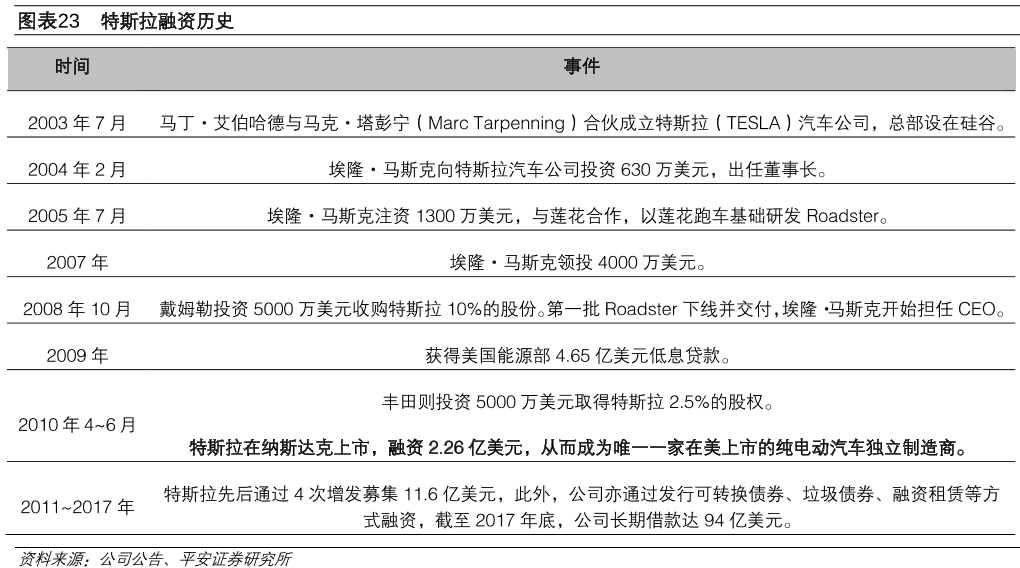 图表23 特斯拉融资历史
时间 事件
2003 年 7 月 马丁·艾伯哈德与马克·塔彭宁（Marc Tarpenning）合伙成立特斯拉（TESLA）汽车公司，总部设在硅谷。
2004 年 2 月 埃隆·马斯克向特斯拉汽车公司投资 630 万美元，出任董事长。
2005 年 7 月 埃隆·马斯克注资 1300 万美元，与莲花合作，以莲花跑车基础研发 Roadster。
2007 年 埃隆·马斯克领投 4000 万美元。
2008 年 10 月 戴姆勒投资 5000 万美元收购特斯拉 10%的股份。第一批 Roadster 下线并交付，埃隆·马斯克开始担任 CEO。
2009 年 获得美国能源部 4.65 亿美元低息贷款。
2010 年 4~6 月 丰田则投资 5000 万美元取得特斯拉 2.5%的股权。
特斯拉在纳斯达克上市，融资 2.26 亿美元，从而成为唯一一家在美上市的纯电动汽车独立制造商。
2011~2017 年 特斯拉先后通过 4 次增发募集 11.6 亿美元，此外，公司亦通过发行可转换债券、垃圾债券、融资租赁等方
式融资，截至 2017 年底，公司长期借款达 94 亿美元。
资料来源：公司公告、平安证券研究所